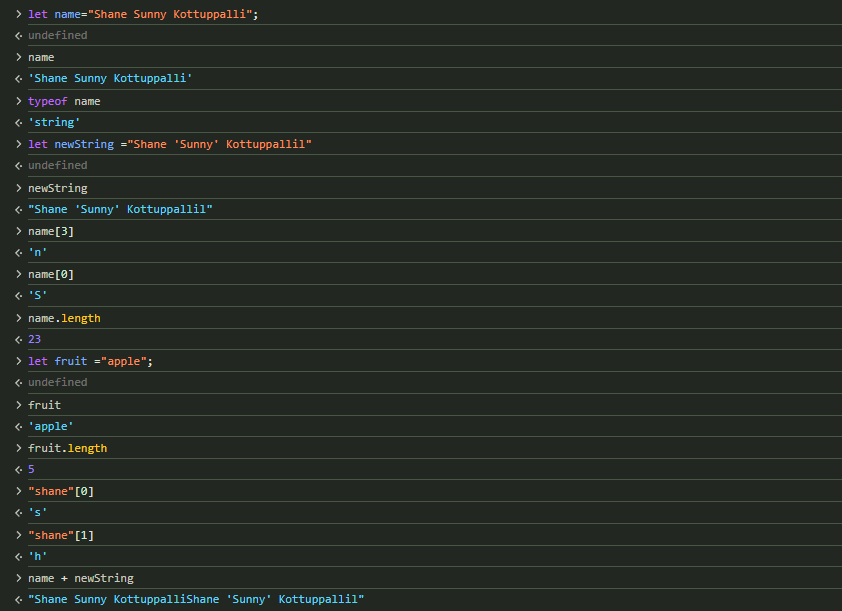 > let name="Shane Sunny Kottuppalli";
<· undefined
> name
<· 'Shane Sunny Kottuppalli'
> typeof name
<· 'string'
> let newString ="Shane 'Sunny' Kottuppallil"
<· undefined
> newString
<· "Shane 'Sunny' Kottuppallil"
> name[3]
<· 'n'
> name[0]
<· 'S'
> name.length
<· 23
> let fruit ="apple";
<· undefined
> fruit
<· 'apple'
> fruit.length
<· 5
> "shane"[0]
<· 's'
> "shane"[1]
<· 'h'
> name + newString
<· "Shane Sunny KottuppalliShane 'Sunny' Kottuppallil"